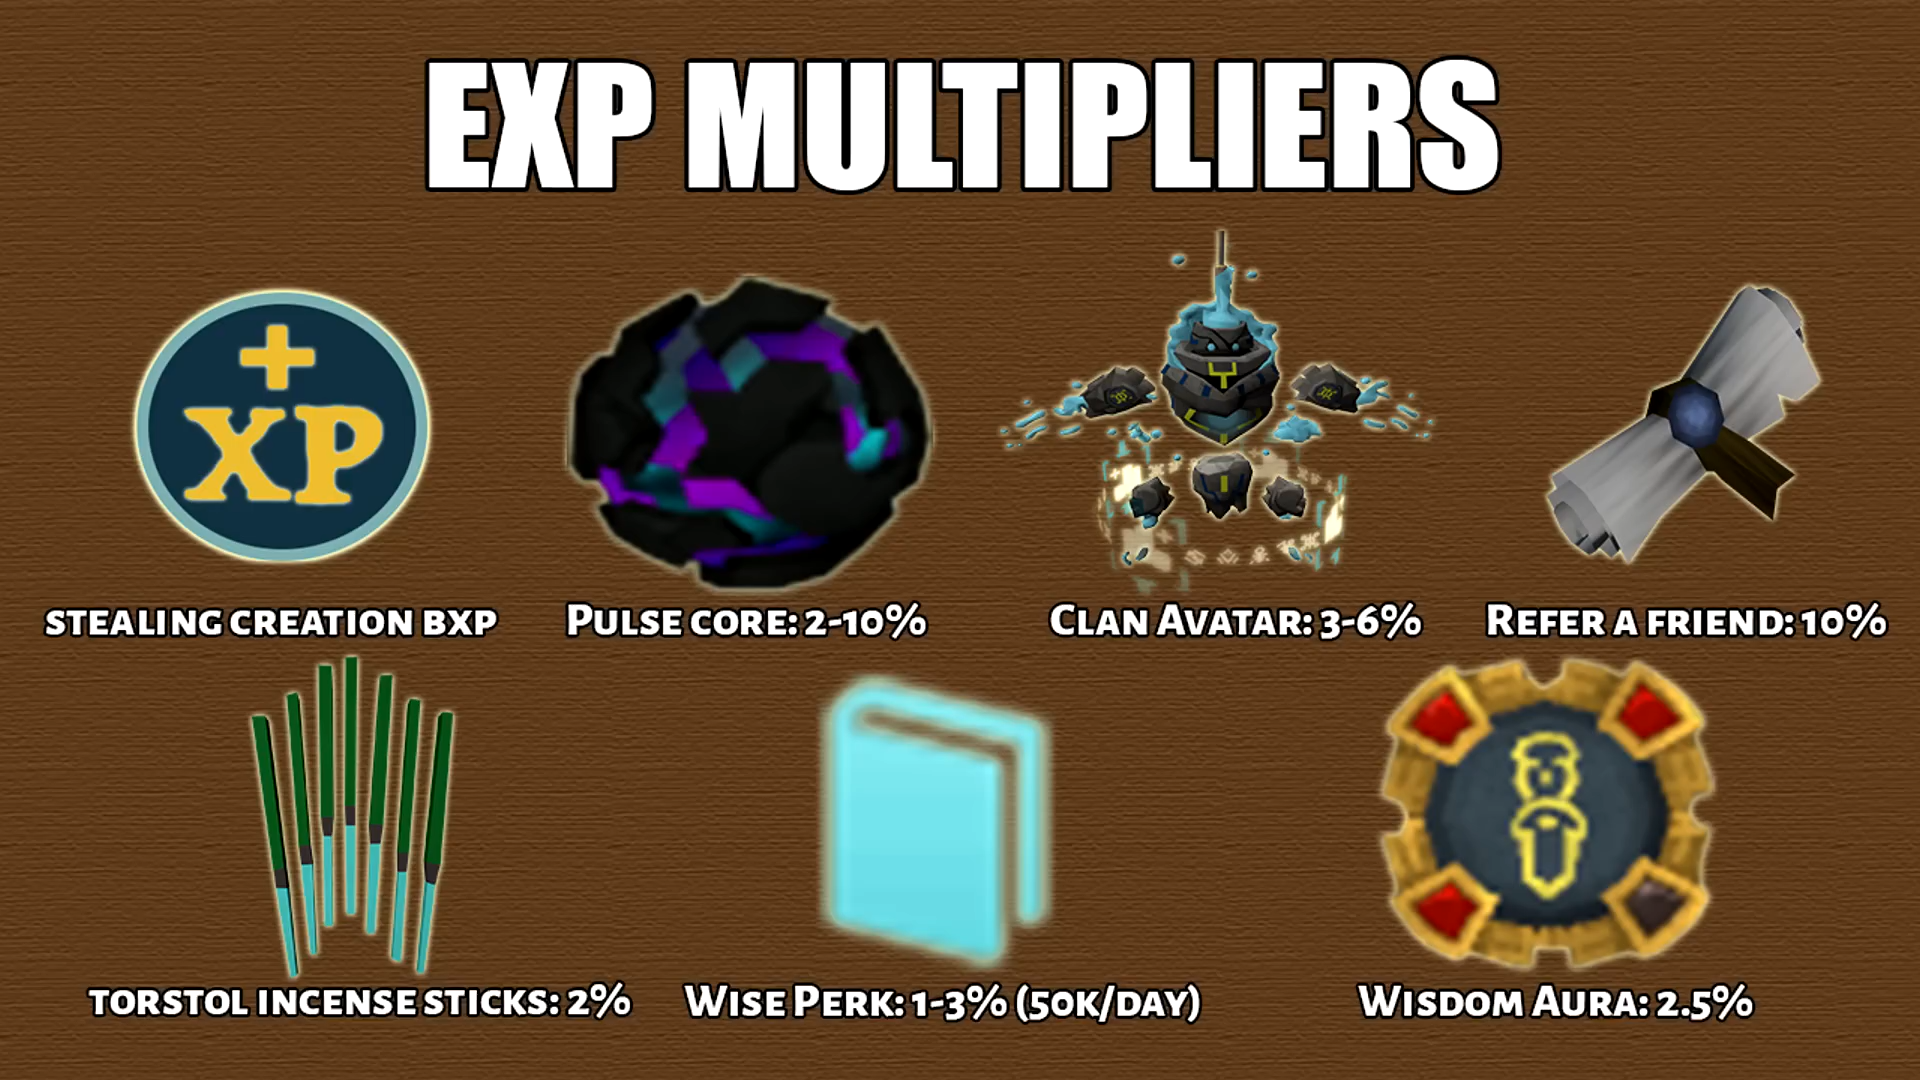 EXP MULTIPLIERS
+
XP
STEALING CREATION BXP
PULSE CORE: 2-10%
CLAN AVATAR: 3-6%
REFER A FRIEND: 10%
TORSTOL INCENSE STICKS: 2%
WISE PERK: 1-3% (50K/DAY)
WISDOM AURA: 2.5%